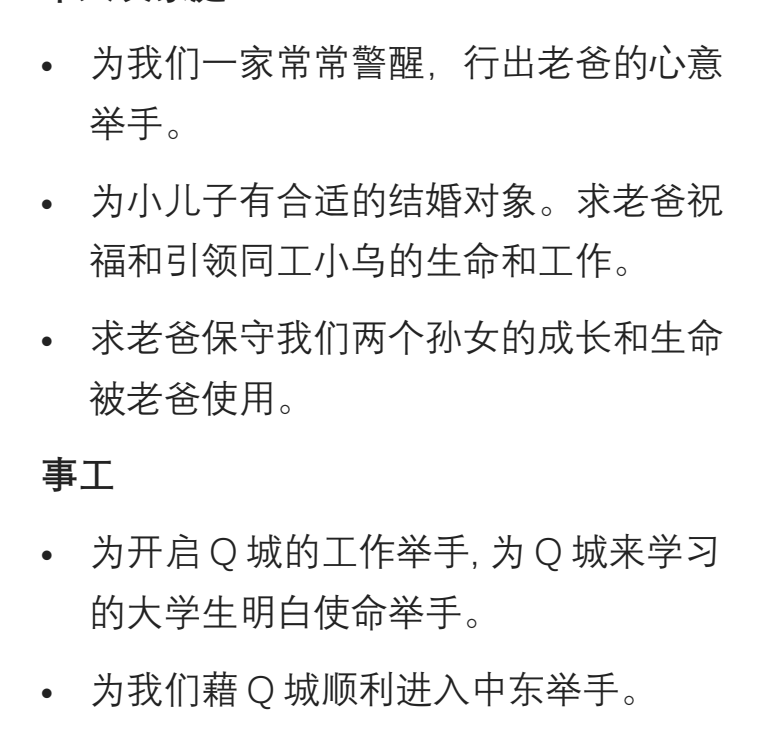 • 为我们一家常常警醒，行出老爸的心意
举手。
• 为小儿子有合适的结婚对象。求老爸祝
福和引领同工小乌的生命和工作。
• 求老爸保守我们两个孙女的成长和生命
被老爸使用。
事工
• 为开启 Q 城的工作举手, 为 Q 城来学习
的大学生明白使命举手。
• 为我们藉 Q 城顺利进入中东举手。